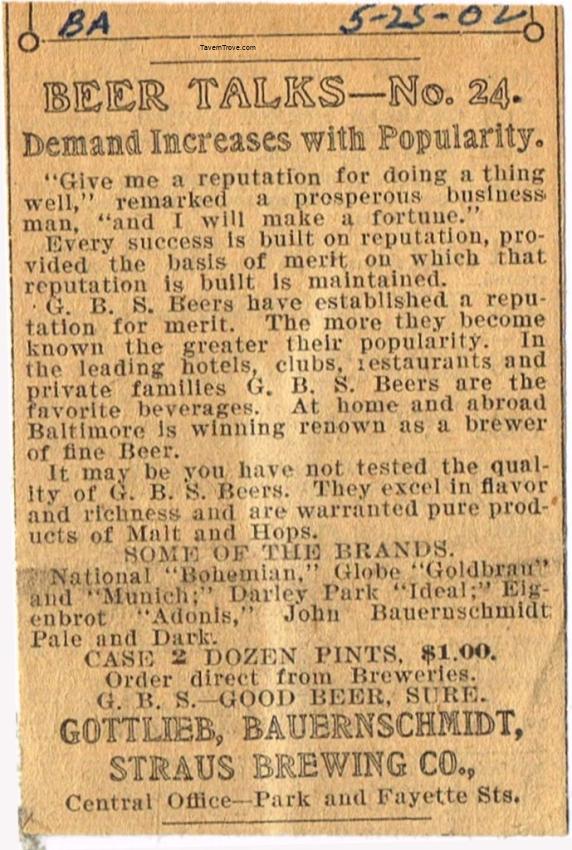 BA 5-25-02
TavernTrove.com
BEER TALKS—No. 24.
Demand Increases with Popularity.
"Give me a reputation for doing a thing
well," remarked a prosperous business
man, "and I will make a fortune."
Every success is built on reputation, pro-
vided the basis of merit on which that
reputation is built is maintained.
G. B. S. Beers have established a repu-
tation for merit. The more they become
known the greater their popularity. In
the leading hotels, clubs, restaurants and
private families G. B. S. Beers are the
favorite beverages. At home and abroad
Baltimore is winning renown as a brewer
of fine Beer.
It may be you have not tested the qual-
ity of G. B. S. Beers. They excel in flavor
and richness and are warranted pure prod-
ucts of Malt and Hops.
SOME OF THE BRANDS.
National "Bohemian," Globe "Goldbrau"
and "Munich;" Darley Park "Ideal;" Eig-
enbrot "Adonis," John Bauernschmidt
Pale and Dark.
CASE 2 DOZEN PINTS, $1.00.
Order direct from Breweries.
G. B. S.—GOOD BEER, SURE.
GOTTLIEB, BAUERNSCHMIDT,
STRAUS BREWING CO.,
Central Office—Park and Fayette Sts.